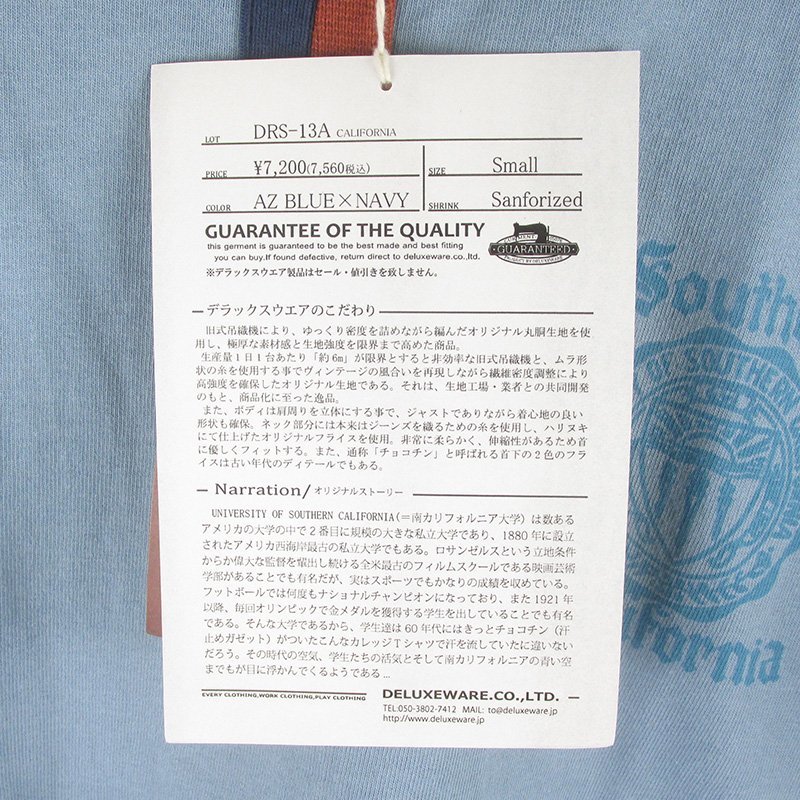 LOT DRS-13A CALIFORNIA
PRICE ¥7,200(7,560税込) SIZE Small
COLOR AZ BLUE×NAVY SHRINK Sanforized
GUARANTEE OF THE QUALITY
this germent is guaranteed to be the best made and best fitting
you can buy.If found defective, return direct to deluxeware.co,.ltd.
GUARANTEED
※デラックスウエア製品はセール・値引きを致しません。
デラックスウエアのこだわり
旧式吊織機により、ゆっくり密度を詰めながら編んだオリジナル丸胴生地を使
用し、極厚な素材感と生地強度を限界まで高めた商品。
生産量1日1台あたり「約6m」が限界とすると非効率な旧式吊織機と、ムラ形
状の糸を使用する事でヴィンテージの風合いを再現しながら繊維密度調整により
高強度を確保したオリジナル生地である。それは、生地工場・業者との共同開発
のもと、商品化に至った逸品。
また、ボディは肩周りを立体にする事で、ジャストでありながら着心地の良い
形状も確保。ネック部分には本来はジーンズを織るための糸を使用し、ハリヌキ
にて仕上げたオリジナルフライスを使用。非常に柔らかく、伸縮性があるため首
に優しくフィットする。また、通称「チョコチン」と呼ばれる首下の2色のフラ
イスは古い年代のディテールでもある。
Narration/オリジナルストーリー
UNIVERSITY OF SOUTHERN CALIFORNIA(=南カリフォルニア大学)は数ある
アメリカの大学の中で2番目に規模の大きな私立大学であり、1880年に設立
されたアメリカ西海岸最古の私立大学でもある。ロサンゼルスという立地条件
からか偉大な監督を輩出し続ける全米最古のフィルムスクールである映画芸術
学部があることでも有名だが、実はスポーツでもかなりの成績を収めている。
フットボールでは何度もナショナルチャンピオンになっており、また1921年
以降、毎回オリンピックで金メダルを獲得する学生を出していることでも有名
である。そんな大学であるから、学生達は60年代にはきっとチョコチン(汗
止めガゼット)がついたこんなカレッジTシャツで汗を流していたに違いない
だろう。その時代の空気、学生たちの活気とそして南カリフォルニアの青い空
までもが目に浮かんでくるようである...
EVERY CLOTHING,WORK CLOTHING,PLAY CLOTHING
DELUXEWARE.CO.,LTD.
TEL:050-3802-7412 MAIL: to@deluxeware.jp
http://www.deluxeware.jp
Southe
SOUTHERN
fornia